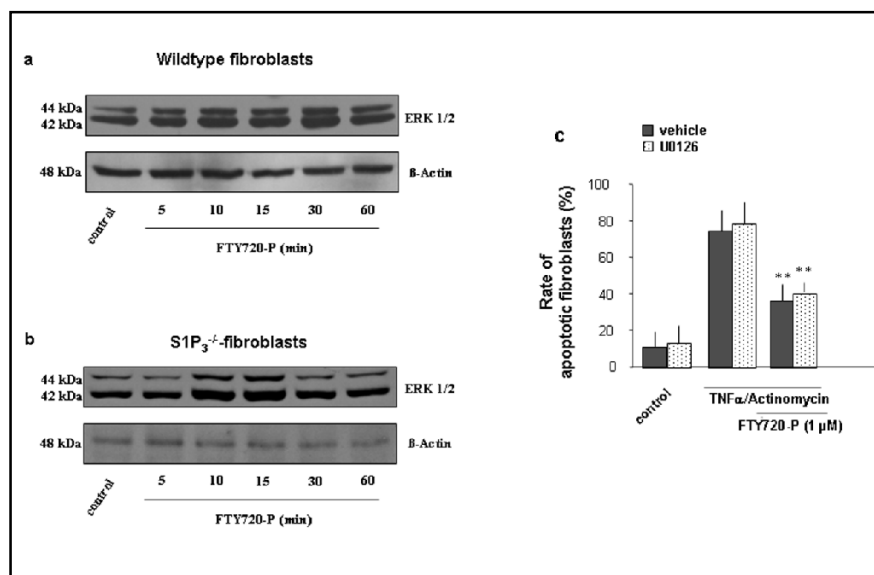 a
Wildtype fibroblasts
44 kDa
42 kDa
ERK 1/2
48 kDa
ß-Actin
control
5 10 15 30 60
FTY720-P (min)
b
S1P3-/--fibroblasts
44 kDa
42 kDa
ERK 1/2
48 kDa
ß-Actin
control
5 10 15 30 60
FTY720-P (min)
c
vehicle
U0126
Rate of
apoptotic fibroblasts (%)
100
80
60
40
20
0
** **
control
TNFα/Actinomycin
FTY720-P (1 µM)